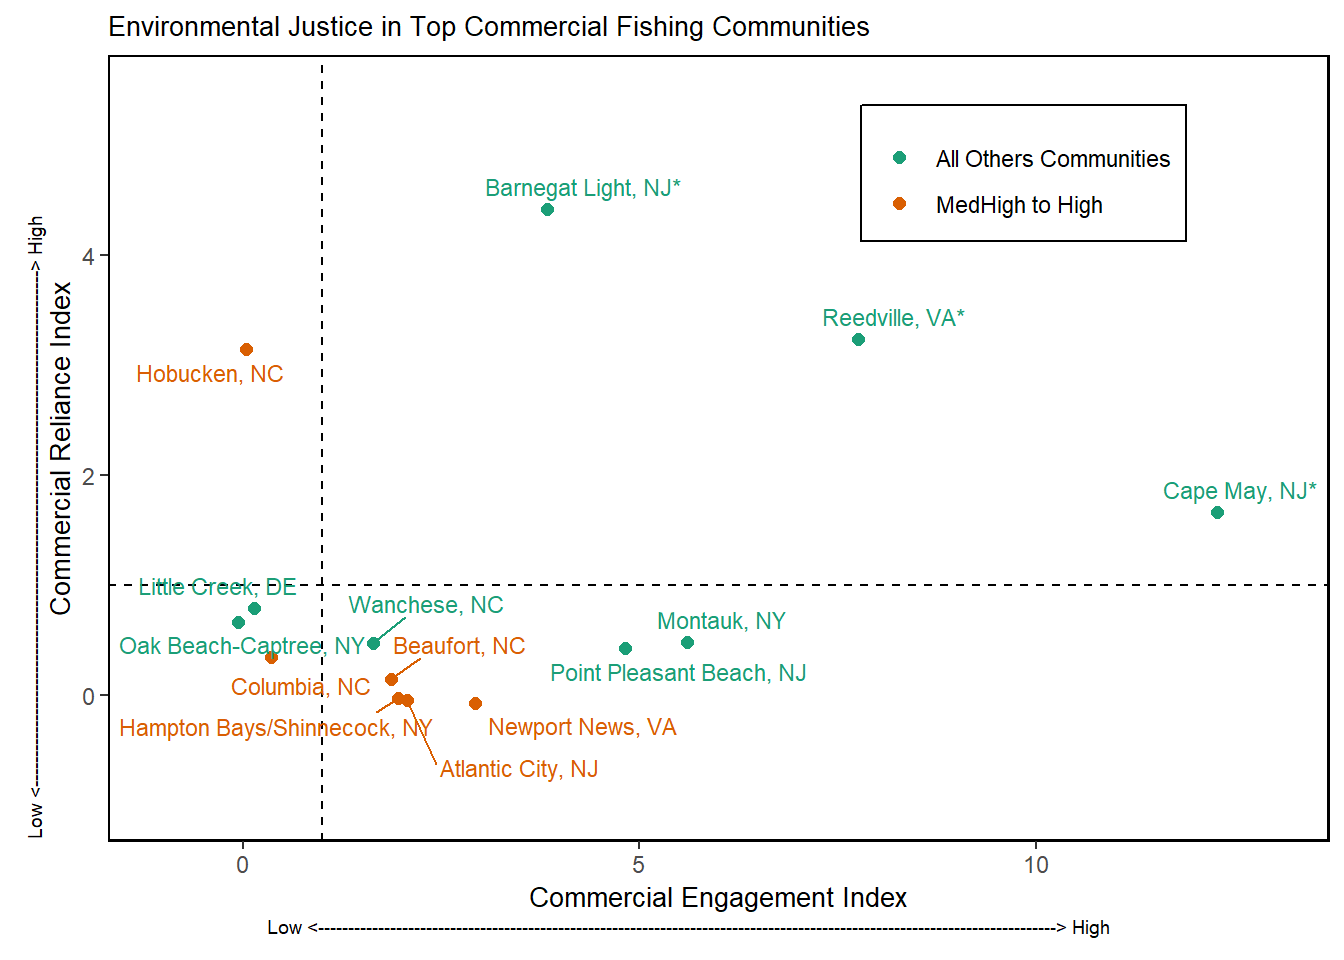 Environmental Justice in Top Commercial Fishing Communities
All Others Communities
MedHigh to High
Barnegat Light, NJ*
Reedville, VA*
Hobucken, NC
Cape May, NJ*
Little Creek, DE
Wanchese, NC
Montauk, NY
Oak Beach-Captree, NY
Beaufort, NC
Point Pleasant Beach, NJ
Columbia, NC
Hampton Bays/Shinnecock, NY
Newport News, VA
Atlantic City, NJ
4
2
0
Commercial Reliance Index
Low <---------------------------------------------------------------------------------------> High
0
5
10
Commercial Engagement Index
Low <---------------------------------------------------------------------------------------------------------------------------> High